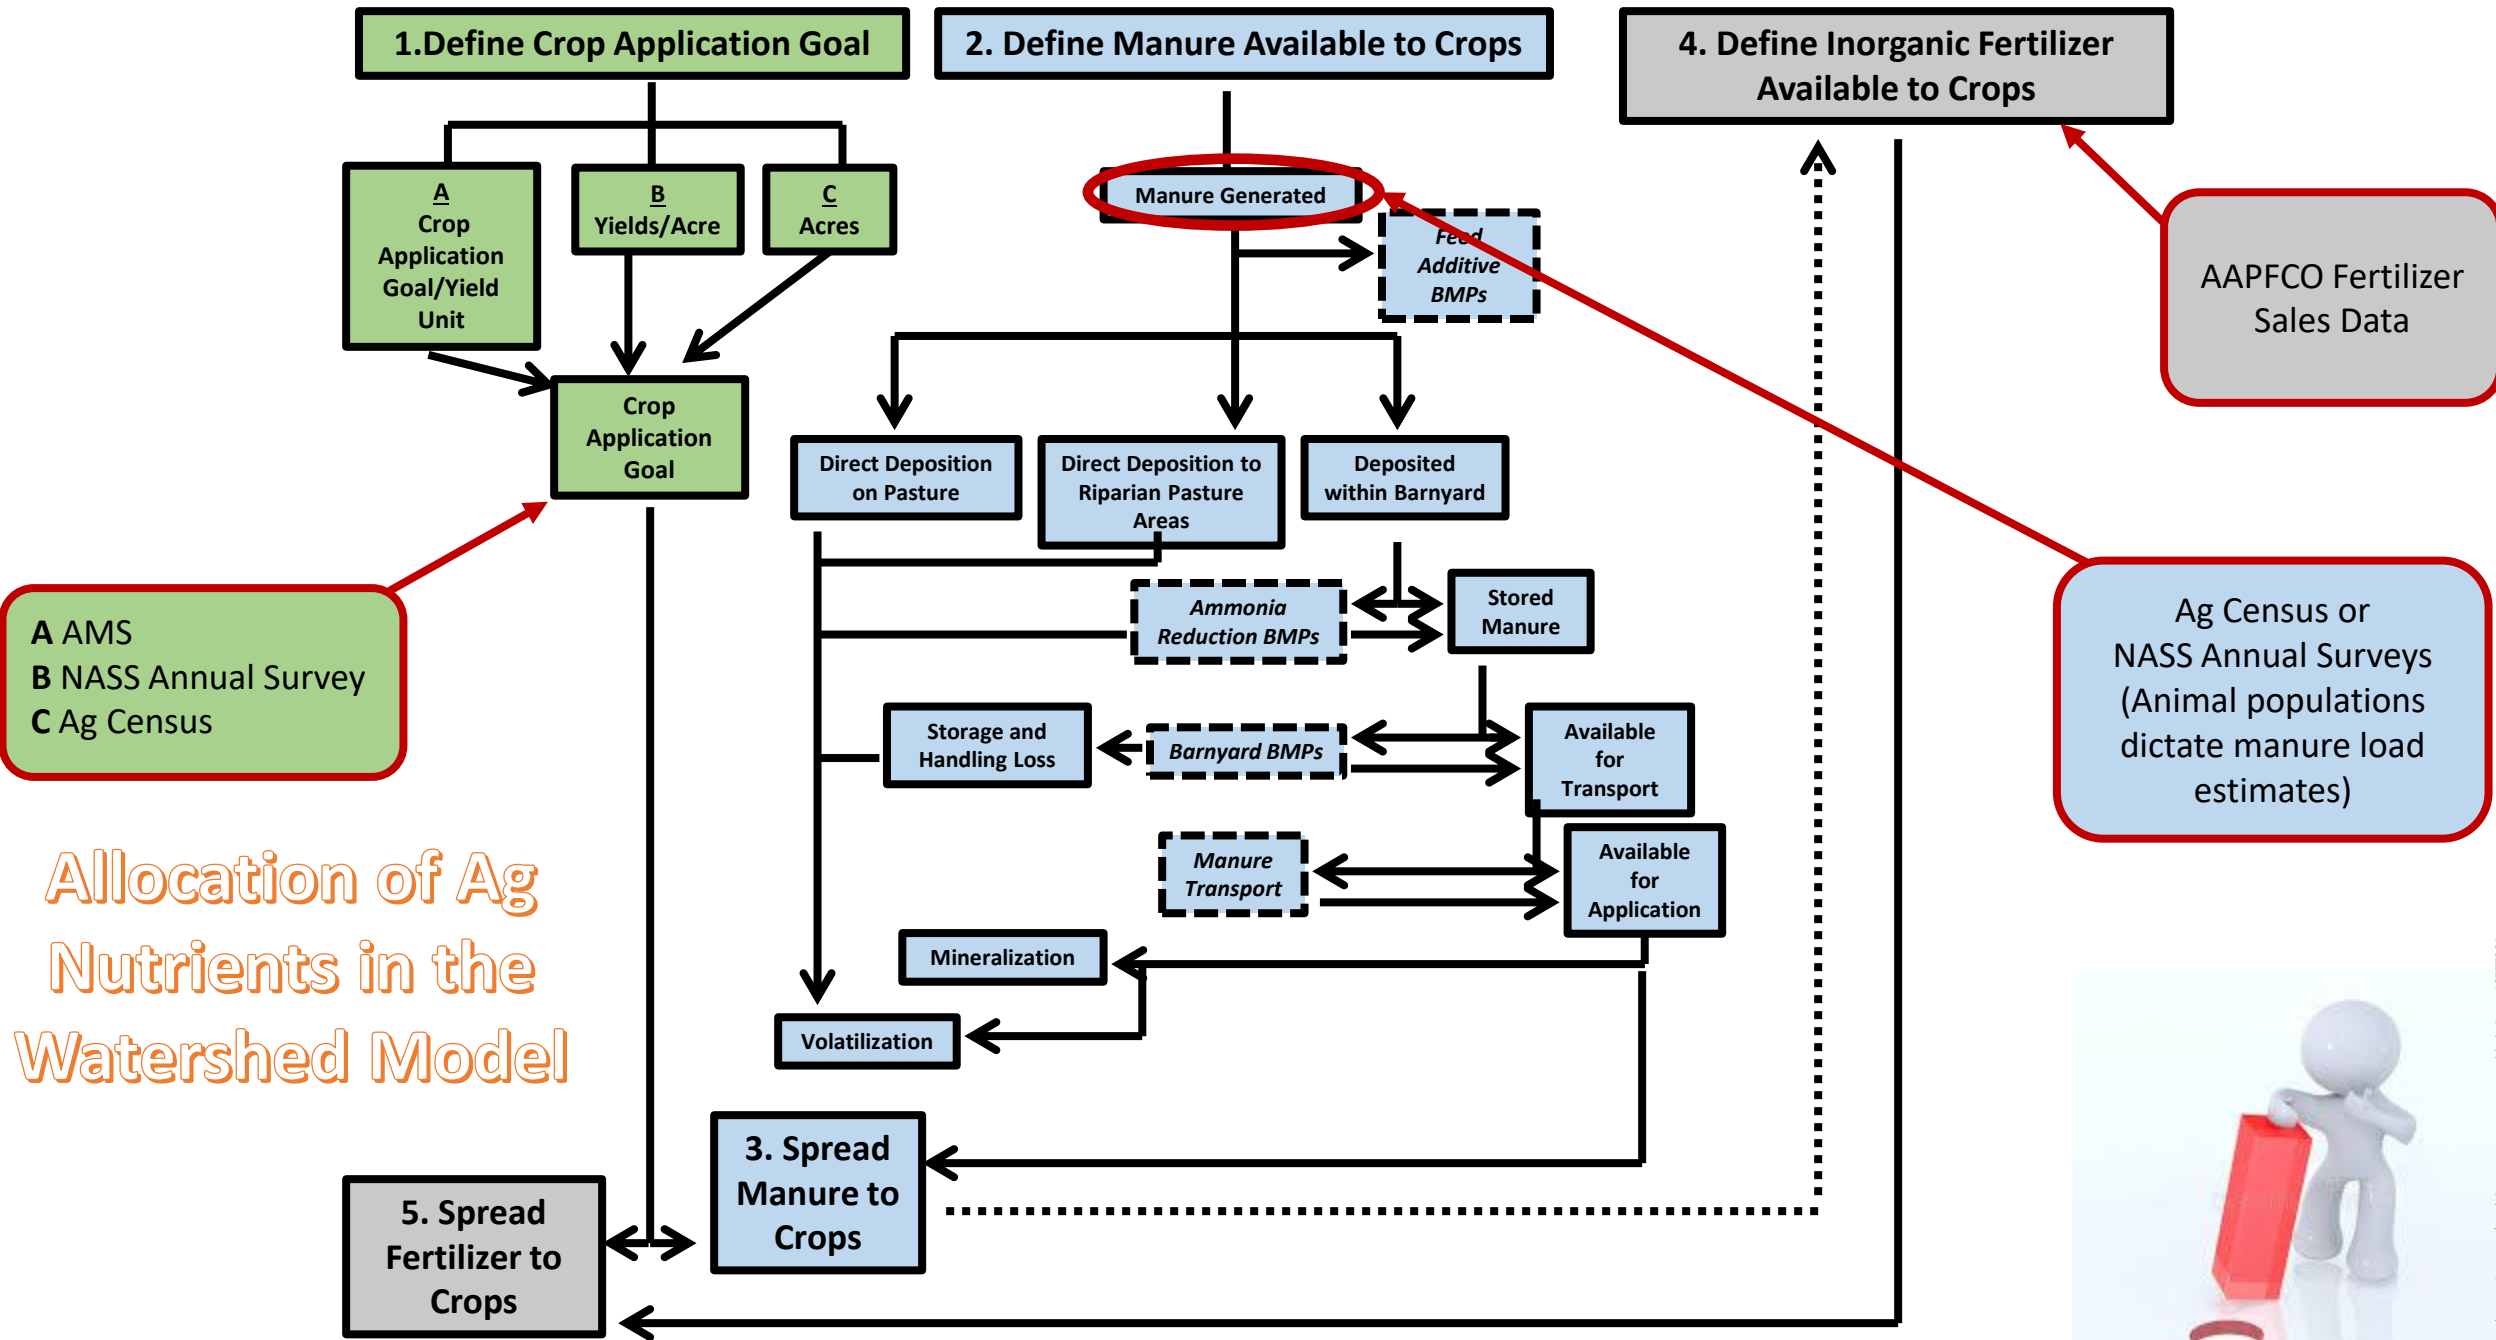 1.Define Crop Application Goal
2. Define Manure Available to Crops
4. Define Inorganic Fertilizer
Available to Crops
A
Crop
Application
Goal/Yield
Unit
B
Yields/Acre
C
Acres
Crop
Application
Goal
Manure Generated
Feed
Additive
BMPs
AAPFCO Fertilizer
Sales Data
Direct Deposition
on Pasture
Direct Deposition to
Riparian Pasture
Areas
Deposited
within Barnyard
A AMS
B NASS Annual Survey
C Ag Census
Ammonia
Reduction BMPs
Stored
Manure
Ag Census or
NASS Annual Surveys
(Animal populations
dictate manure load
estimates)
Storage and
Handling Loss
Barnyard BMPs
Available
for
Transport
Manure
Transport
Available
for
Application
Allocation of Ag
Nutrients in the
Watershed Model
Mineralization
Volatilization
3. Spread
Manure to
Crops
5. Spread
Fertilizer to
Crops